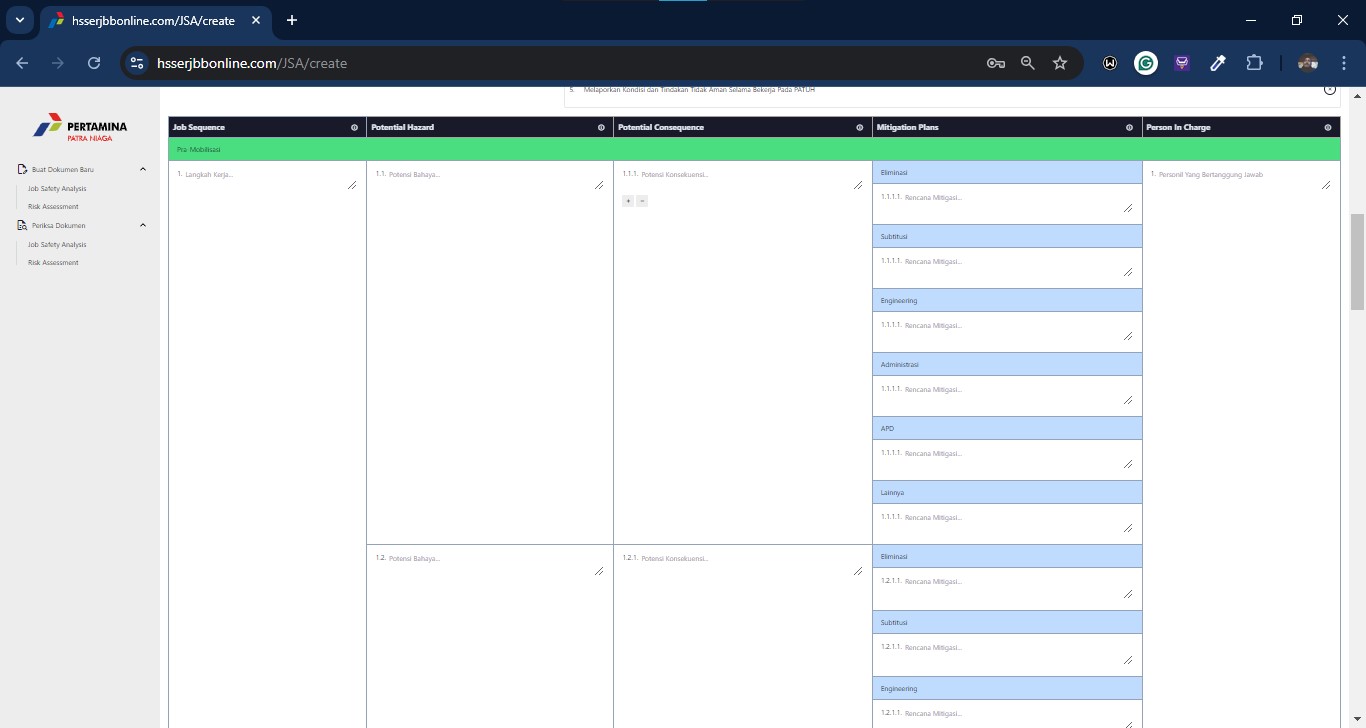 hsserjbbonline.com/JSA/create
hsserjbbonline.com/JSA/create
PERTAMINA
PATRA NIAGA
Buat Dokumen Baru
Job Safety Analysis
Risk Assessment
Periksa Dokumen
Job Safety Analysis
Risk Assessment
5. Melaporkan Kondisi dan Tindakan Tidak Aman Selama Bekerja Pada PATUH
Job Sequence Potential Hazard Potential Consequence Mitigation Plans Person In Charge
Pra-Mobilisasi
1. Langkah Kerja... 1.1. Potensi Bahaya... 1.1.1. Potensi Konsekuensi... Eliminasi 1. Personil Yang Bertanggung Jawab
+ - 1.1.1.1. Rencana Mitigasi...
Subtitusi
1.1.1.1. Rencana Mitigasi...
Engineering
1.1.1.1. Rencana Mitigasi...
Administrasi
1.1.1.1. Rencana Mitigasi...
APD
1.1.1.1. Rencana Mitigasi...
Lainnya
1.1.1.1. Rencana Mitigasi...
1.2. Potensi Bahaya... 1.2.1. Potensi Konsekuensi... Eliminasi
1.2.1.1. Rencana Mitigasi...
Subtitusi
1.2.1.1. Rencana Mitigasi...
Engineering
1.2.1.1. Rencana Mitigasi...